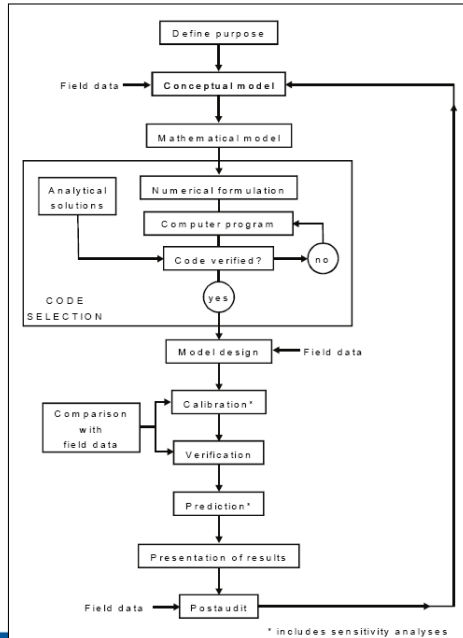 Define purpose
Field data
Conceptual model
Mathematical model
Analytical
solutions
Numerical formulation
Computer program
Code verified?
no
yes
CODE
SELECTION
Model design
Field data
Calibration*
Comparison
with
field data
Verification
Prediction*
Presentation of results
Field data
Postaudit
* includes sensitivity analyses